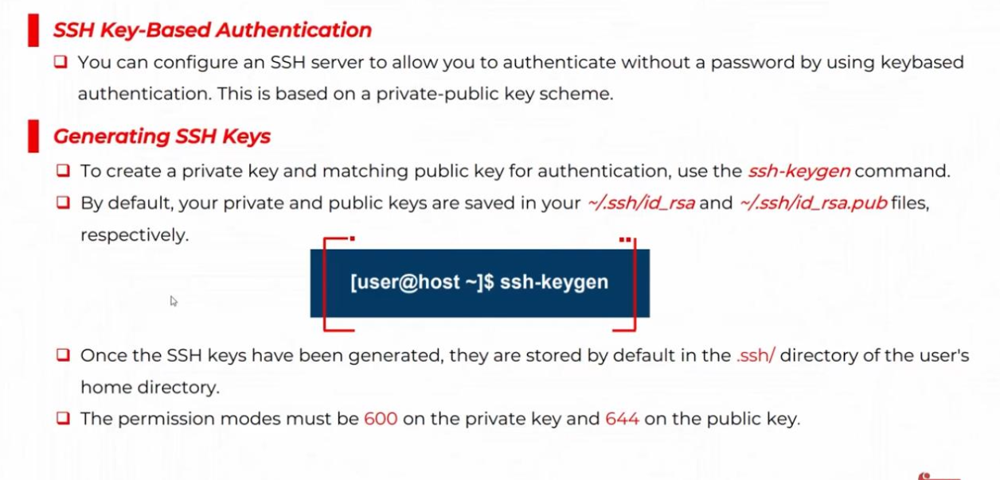 SSH Key-Based Authentication
You can configure an SSH server to allow you to authenticate without a password by using keybased
authentication. This is based on a private-public key scheme.
Generating SSH Keys
To create a private key and matching public key for authentication, use the ssh-keygen command.
By default, your private and public keys are saved in your ~/.ssh/id_rsa and ~/.ssh/id_rsa.pub files,
respectively.
[user@host ~]$ ssh-keygen
Once the SSH keys have been generated, they are stored by default in the .ssh/ directory of the user's
home directory.
The permission modes must be 600 on the private key and 644 on the public key.